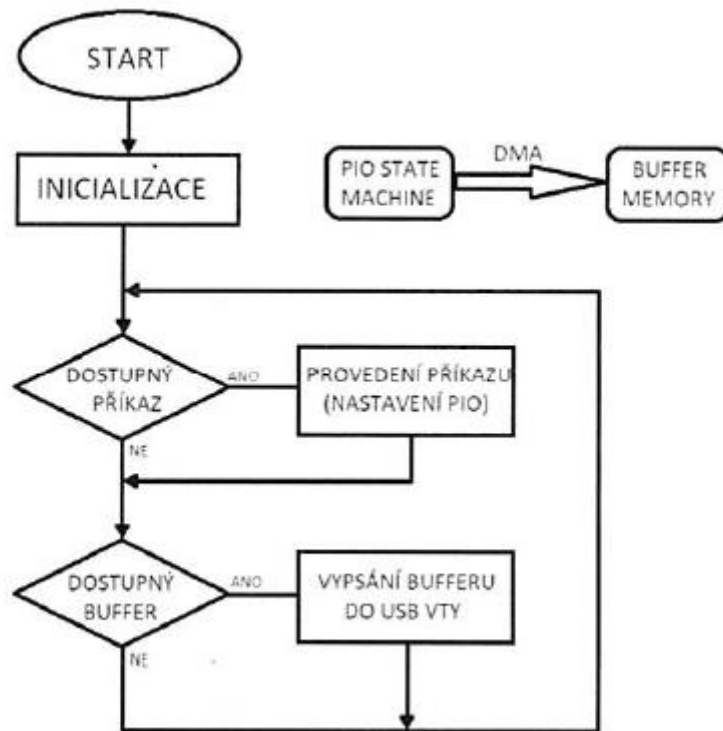 START
INICIALIZACE
PIO STATE
MACHINE
DMA
BUFFER
MEMORY
DOSTUPNÝ
PŘÍKAZ
ANO
PROVEDENÍ PŘÍKAZU
(NASTAVENÍ PIO)
NE
DOSTUPNÝ
BUFFER
ANO
VYPSÁNÍ BUFFERU
DO USB VTY
NE